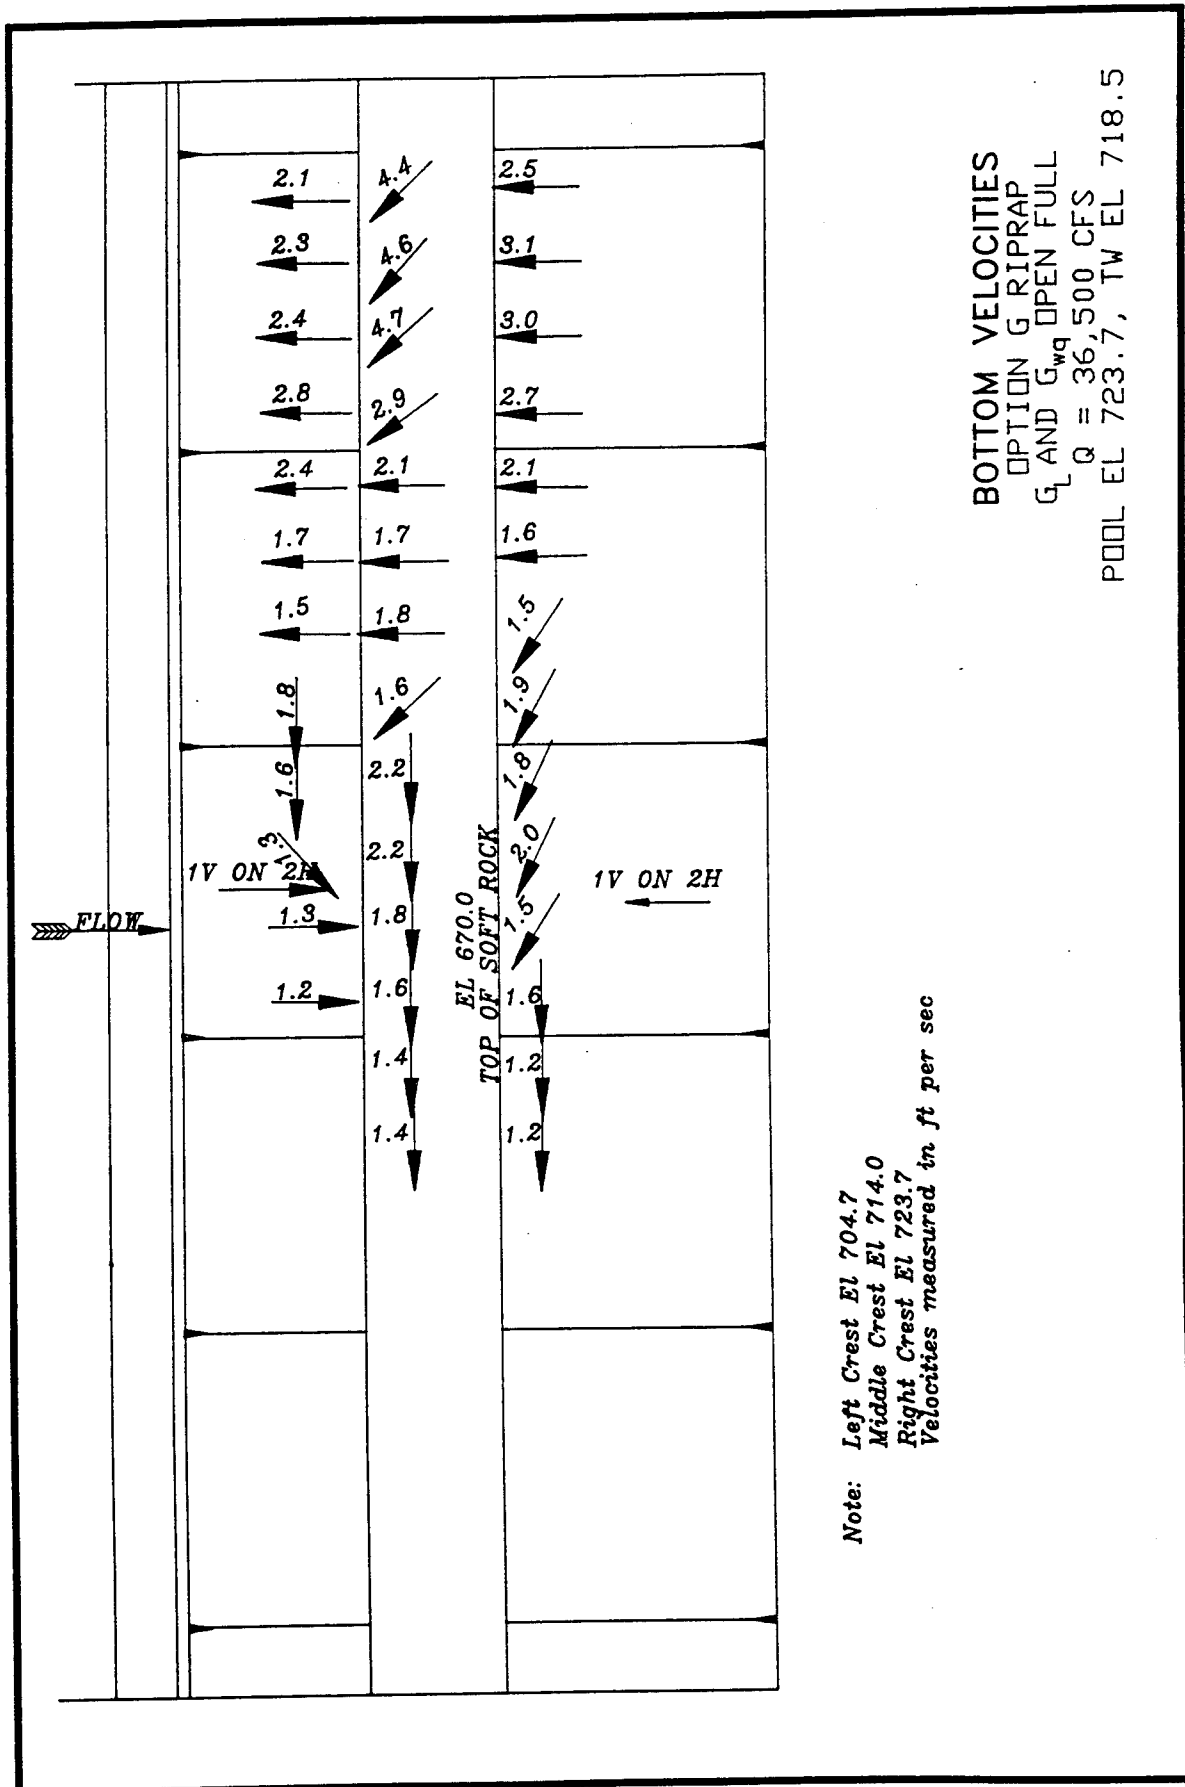 2.1
4.4
2.5
2.3
4.6
3.1
2.4
4.7
3.0
2.8
2.9
2.7
2.4
2.1
2.1
1.7
1.7
1.6
1.5
1.8
1.5
1.8
1.6
1.9
1.6
2.2
1.8
1.3
2.2
2.0
1V ON 2H
1V ON 2H
FLOW
1.3
1.8
1.5
1.2
1.6
1.6
1.4
1.2
1.4
1.2
EL 670.0
TOP OF SOFT ROCK
BOTTOM VELOCITIES
OPTION G RIPRAP
GL AND Gwq OPEN FULL
Q = 36,500 CFS
POOL EL 723.7, TW EL 718.5
Note: Left Crest El 704.7
Middle Crest El 714.0
Right Crest El 723.7
Velocities measured in ft per sec